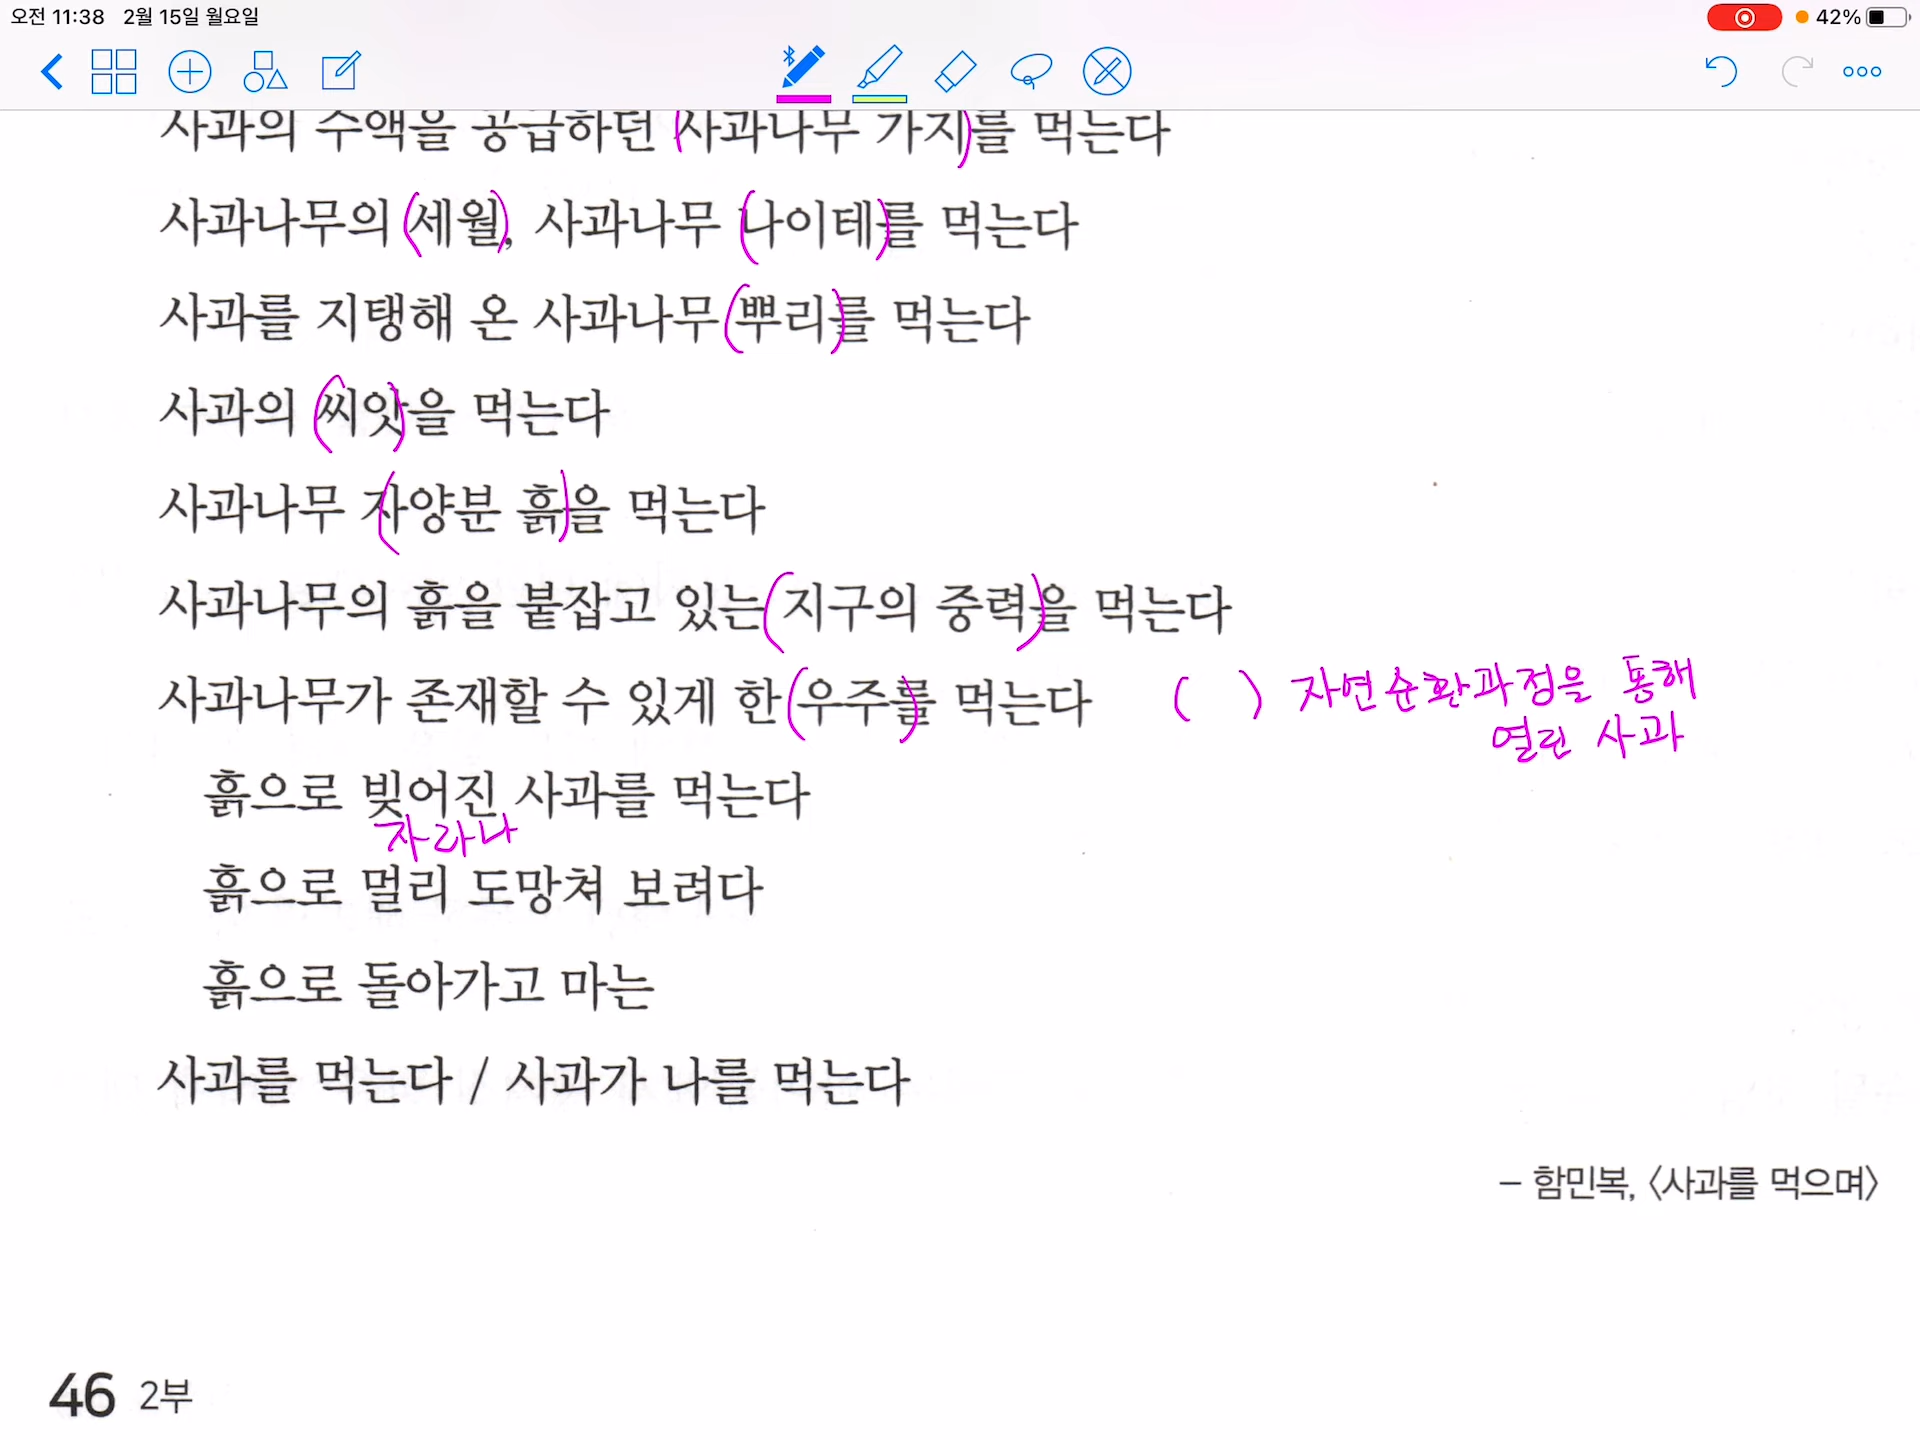 오전 11:38 2월 15일 월요일 42%
사과의 수액을 공급하던 (사과나무 가지)를 먹는다
사과나무의 (세월), 사과나무 (나이테)를 먹는다
사과를 지탱해 온 사과나무 (뿌리)를 먹는다
사과의 (씨앗)을 먹는다
사과나무 (자양분 흙)을 먹는다
사과나무의 흙을 붙잡고 있는 (지구의 중력)을 먹는다
사과나무가 존재할 수 있게 한 (우주를) 먹는다
( ) 자연순환과정을 통해
열린 사과
흙으로 빚어진 사과를 먹는다
자라나
흙으로 멀리 도망쳐 보려다
흙으로 돌아가고 마는
사과를 먹는다 / 사과가 나를 먹는다
– 함민복, 〈사과를 먹으며〉
46 2부